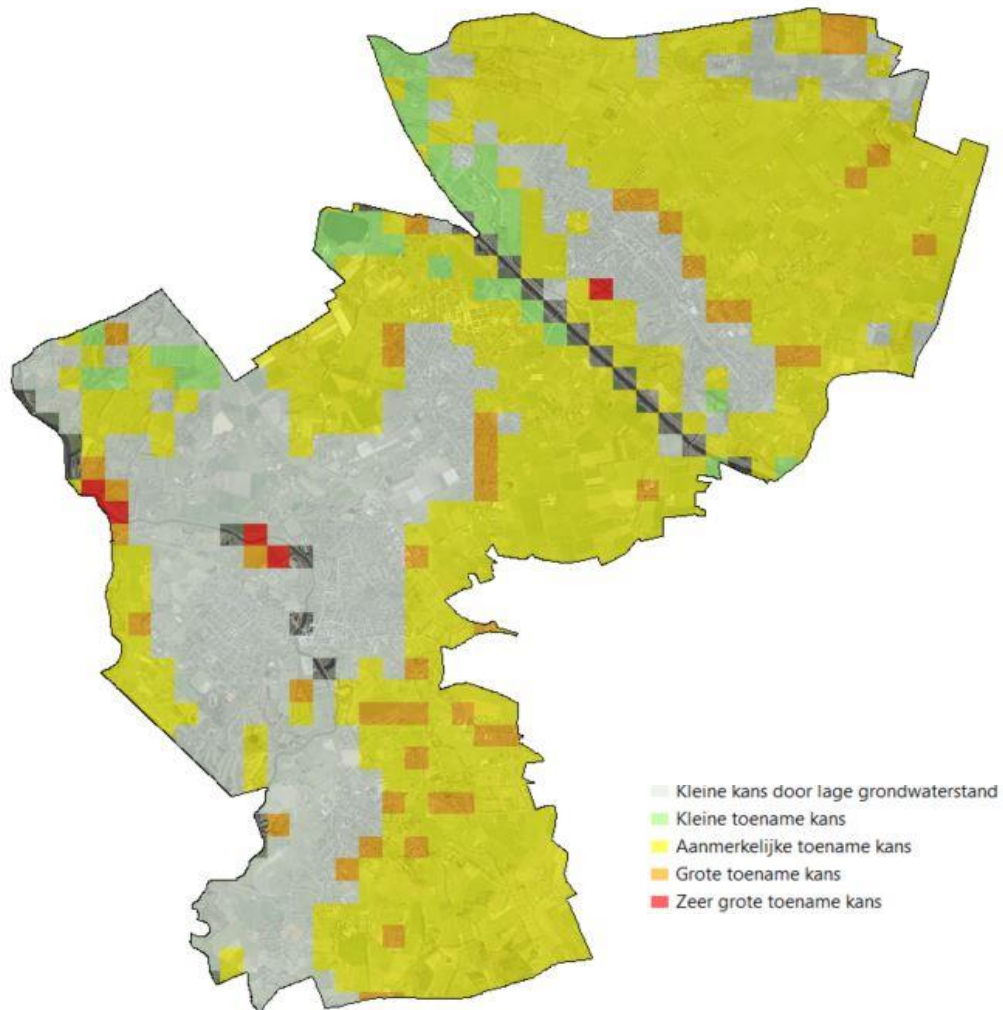 Kleine kans door lage grondwaterstand
Kleine toename kans
Aanmerkelijke toename kans
Grote toename kans
Zeer grote toename kans